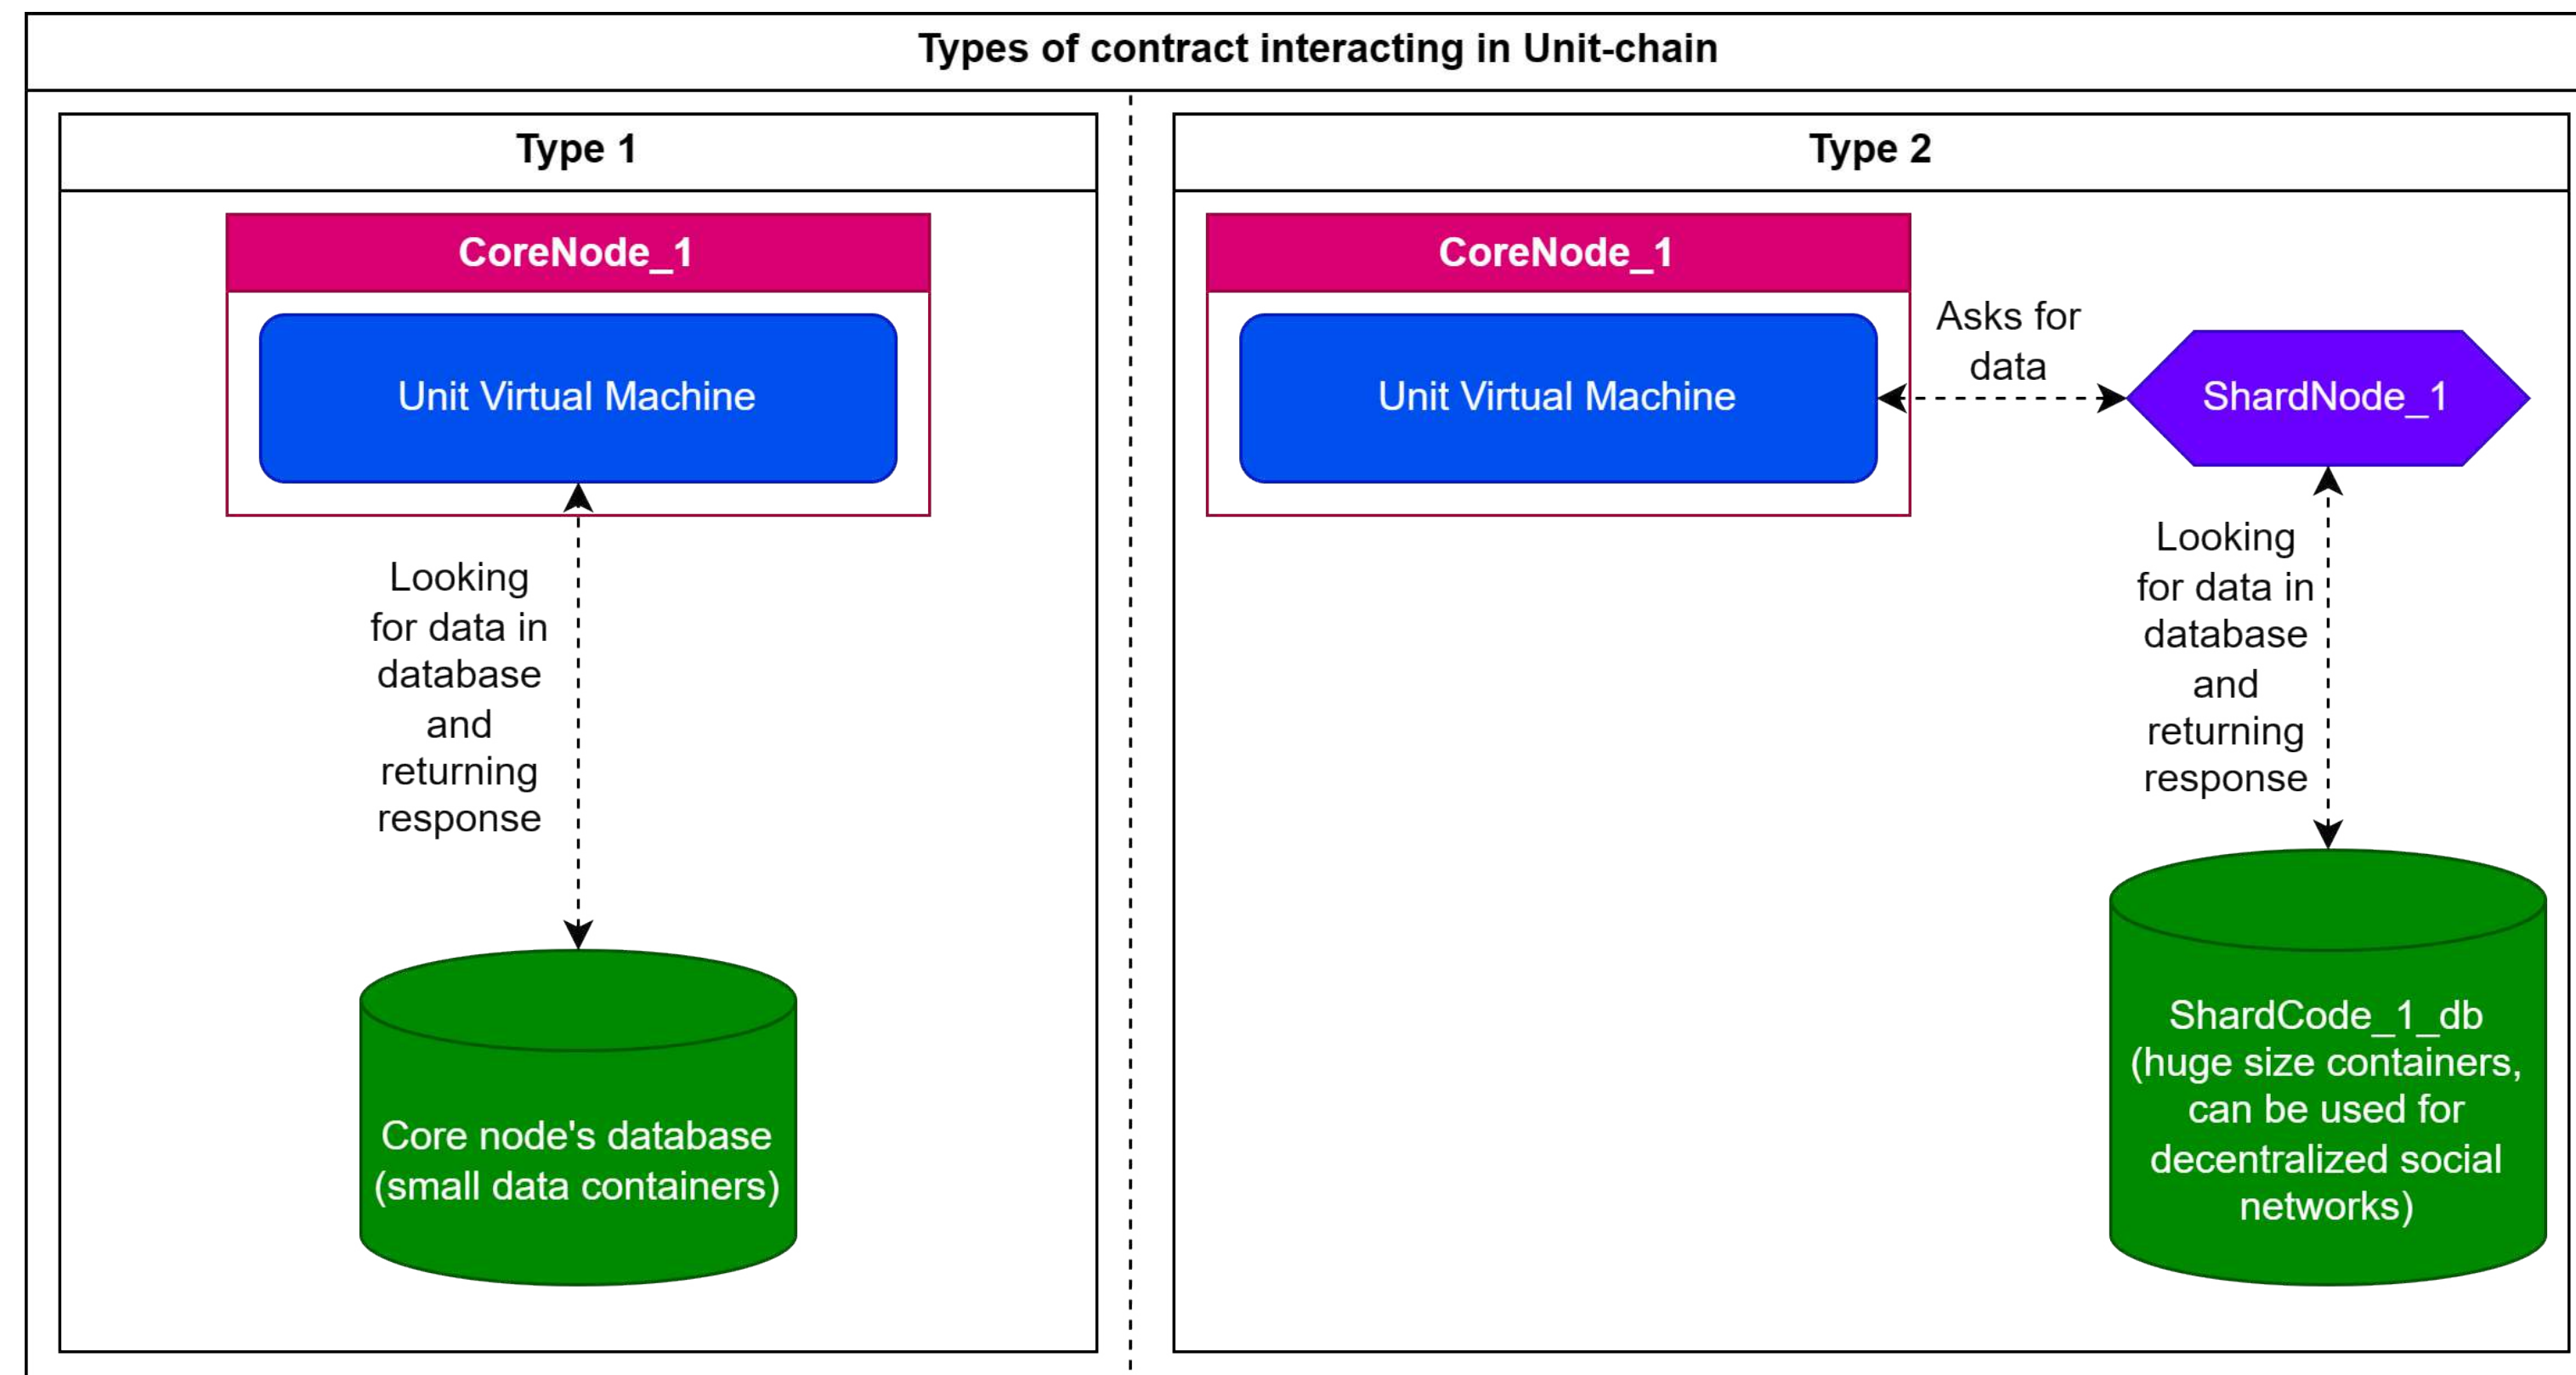 Types of contract interacting in Unit-chain
Type 1
CoreNode_1
Unit Virtual Machine
Looking
for data in
database
and
returning
response
Core node's database
(small data containers)
Type 2
CoreNode_1
Unit Virtual Machine
Asks for
data
ShardNode_1
Looking
for data in
database
and
returning
response
ShardCode_1_db
(huge size containers,
can be used for
decentralized social
networks)